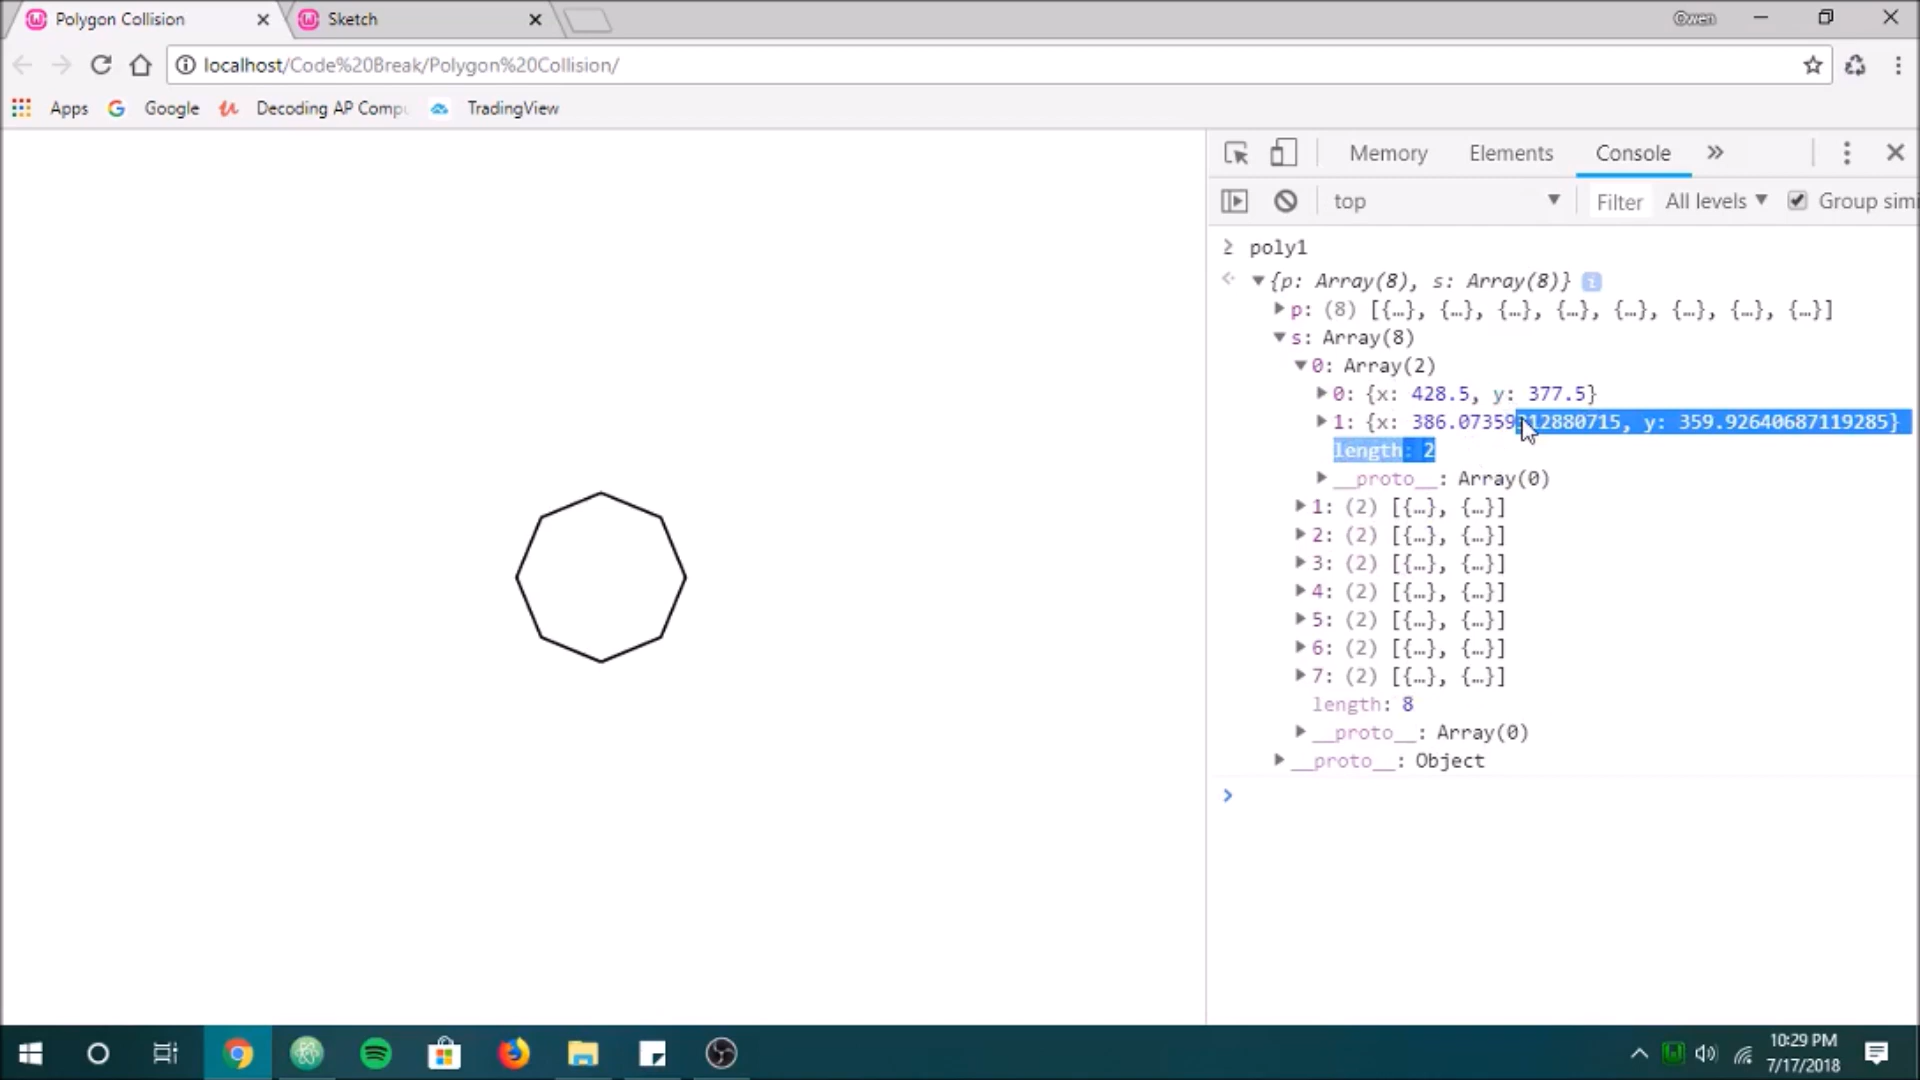 Polygon Collision
Sketch
Owen
localhost/Code%20Break/Polygon%20Collision/
Apps
Google
Decoding AP Comp
TradingView
Memory
Elements
Console
top
Filter
All levels
Group simi
poly1
{p: Array(8), s: Array(8)}
p: (8) [{…}, {…}, {…}, {…}, {…}, {…}, {…}, {…}]
s: Array(8)
0: Array(2)
0: {x: 428.5, y: 377.5}
1: {x: 386.07359312880715, y: 359.92640687119285}
length: 2
__proto__: Array(0)
1: (2) [{…}, {…}]
2: (2) [{…}, {…}]
3: (2) [{…}, {…}]
4: (2) [{…}, {…}]
5: (2) [{…}, {…}]
6: (2) [{…}, {…}]
7: (2) [{…}, {…}]
length: 8
__proto__: Array(0)
__proto__: Object
10:29 PM
7/17/2018